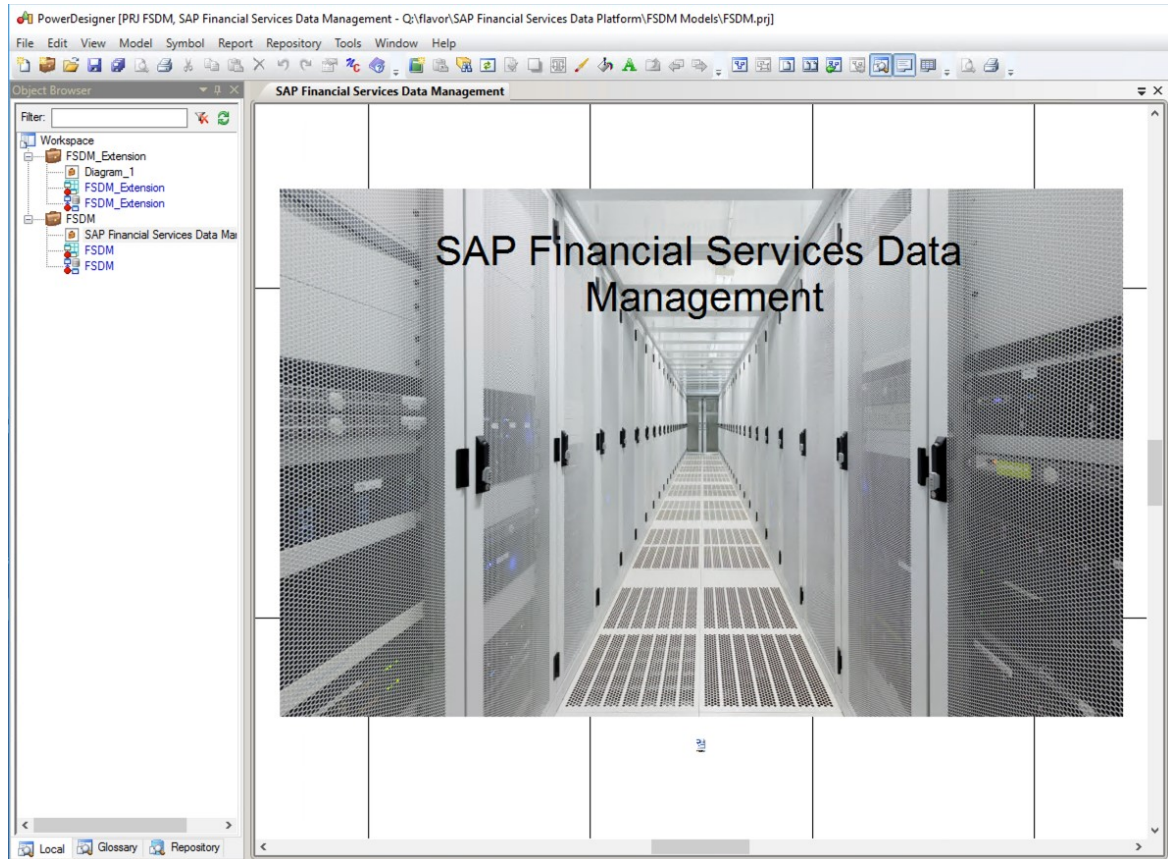 PowerDesigner [PRJ FSDM, SAP Financial Services Data Management - Q:\flavor\SAP Financial Services Data Platform\FSDM Models\FSDM.prj]
File Edit View Model Symbol Report Repository Tools Window Help
Object Browser
SAP Financial Services Data Management
Filter:
Workspace
FSDM_Extension
Diagram_1
FSDM_Extension
FSDM_Extension
FSDM
SAP Financial Services Data Mar
FSDM
FSDM
SAP Financial Services Data
Management
Local Glossary Repository